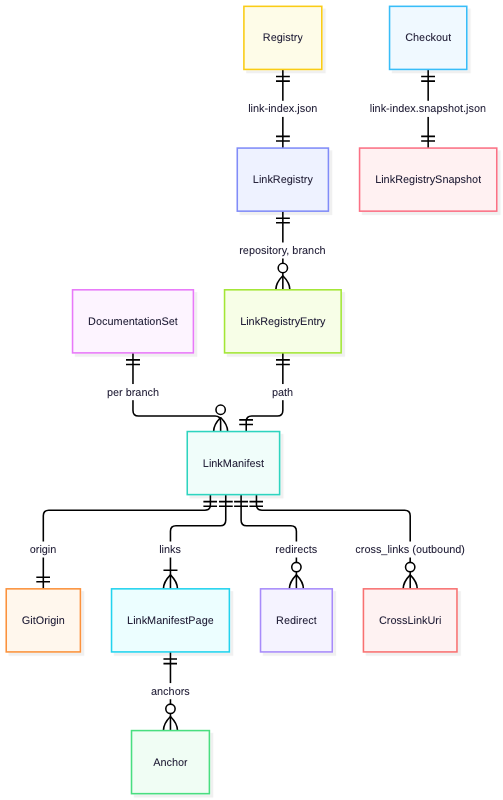 Registry
Checkout
link-index.json
link-index.snapshot.json
LinkRegistry
LinkRegistrySnapshot
repository, branch
DocumentationSet
LinkRegistryEntry
per branch
path
LinkManifest
origin
links
redirects
cross_links (outbound)
GitOrigin
LinkManifestPage
Redirect
CrossLinkUri
anchors
Anchor